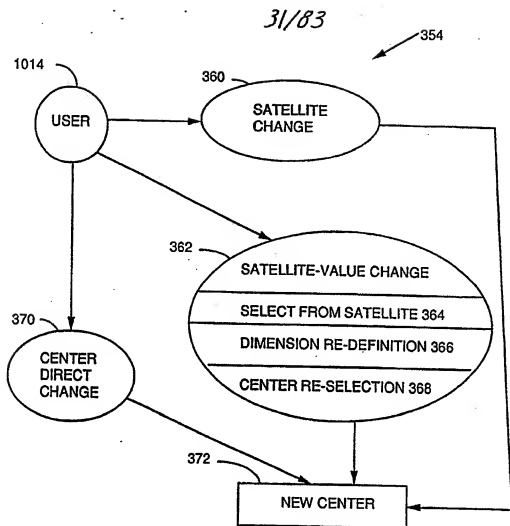 31/83
354
1014
360
USER
SATELLITE
CHANGE
362
SATELLITE-VALUE CHANGE
SELECT FROM SATELLITE 364
DIMENSION RE-DEFINITION 366
CENTER RE-SELECTION 368
370
CENTER
DIRECT
CHANGE
372
NEW CENTER